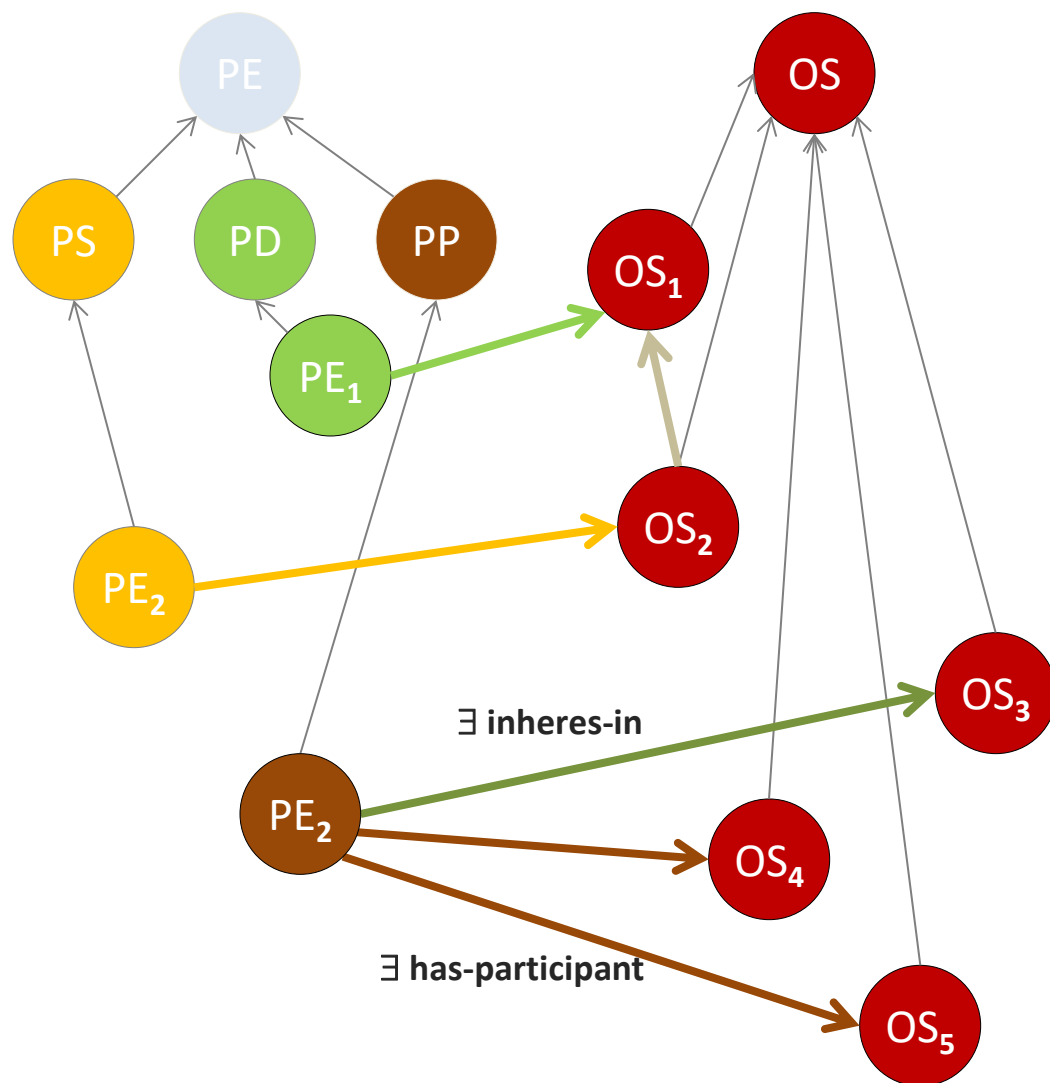 PE
OS
PS
PD
PP
OS₁
PE₁
OS₂
PE₂
OS₃
∃ inheres-in
PE₂
OS₄
∃ has-participant
OS₅